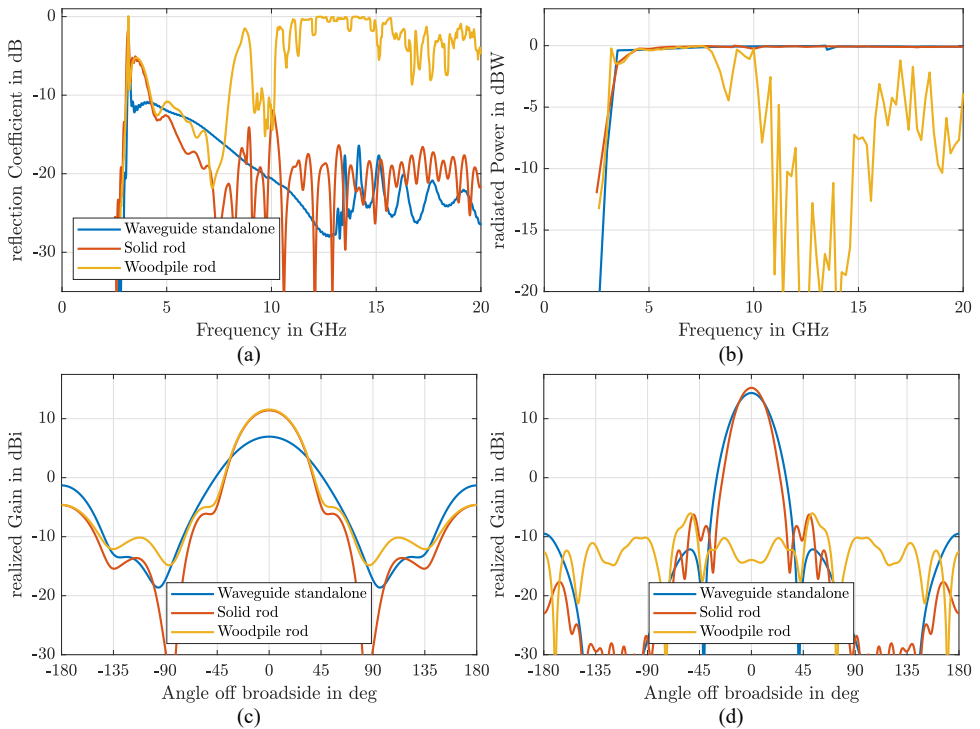 reflection Coefficient in dB
0
-10
-20
-30
Waveguide standalone
Solid rod
Woodpile rod
0 5 10 15 20
Frequency in GHz
(a)
radiated Power in dBW
0
-5
-10
-15
-20
0 5 10 15 20
Frequency in GHz
(b)
realized Gain in dBi
10
0
-10
-20
-30
Waveguide standalone
Solid rod
Woodpile rod
-180 -135 -90 -45 0 45 90 135 180
Angle off broadside in deg
(c)
realized Gain in dBi
10
0
-10
-20
-30
Waveguide standalone
Solid rod
Woodpile rod
-180 -135 -90 -45 0 45 90 135 180
Angle off broadside in deg
(d)